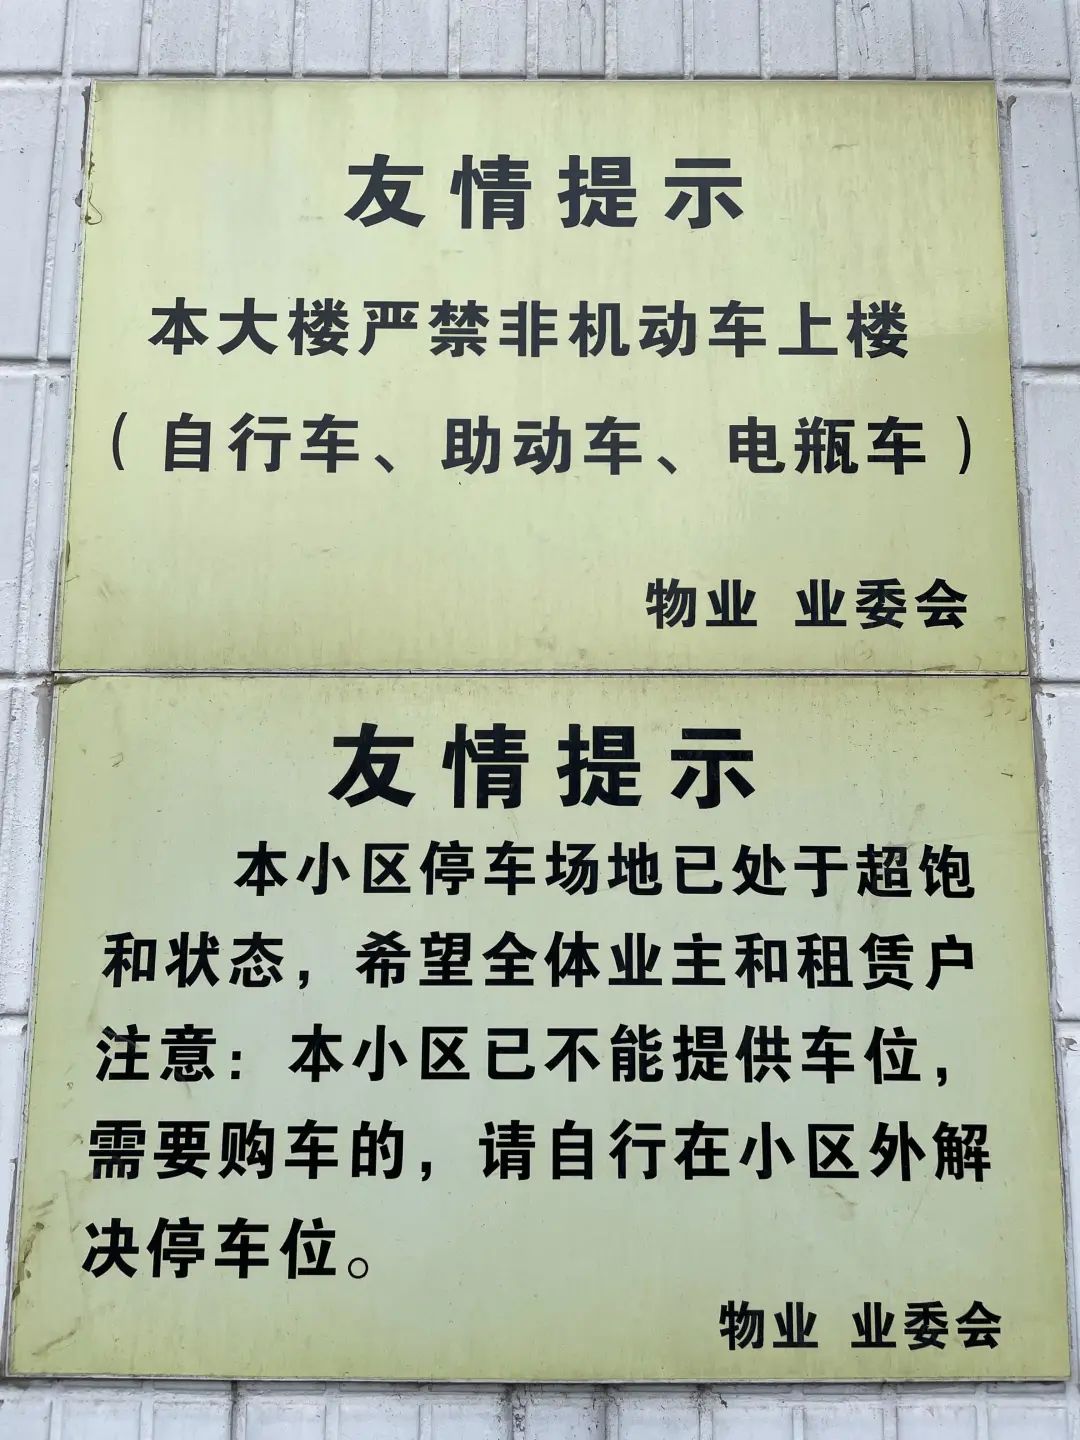 友情提示
本大楼严禁非机动车上楼
（自行车、助动车、电瓶车）
物业 业委会
友情提示
本小区停车场地已处于超饱
和状态，希望全体业主和租赁户
注意：本小区已不能提供车位，
需要购车的，请自行在小区外解
决停车位。
物业 业委会